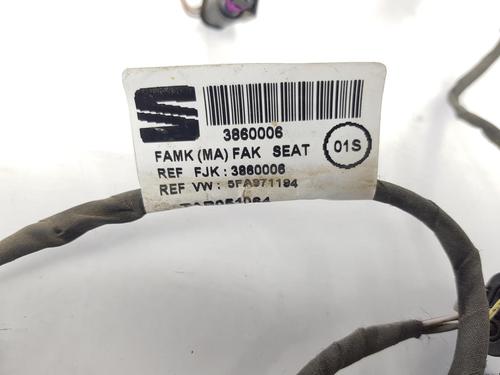 3860006
FAMK (MA) FAK SEAT
01S
REF FJK : 3860006
REF VW : 5FA971194